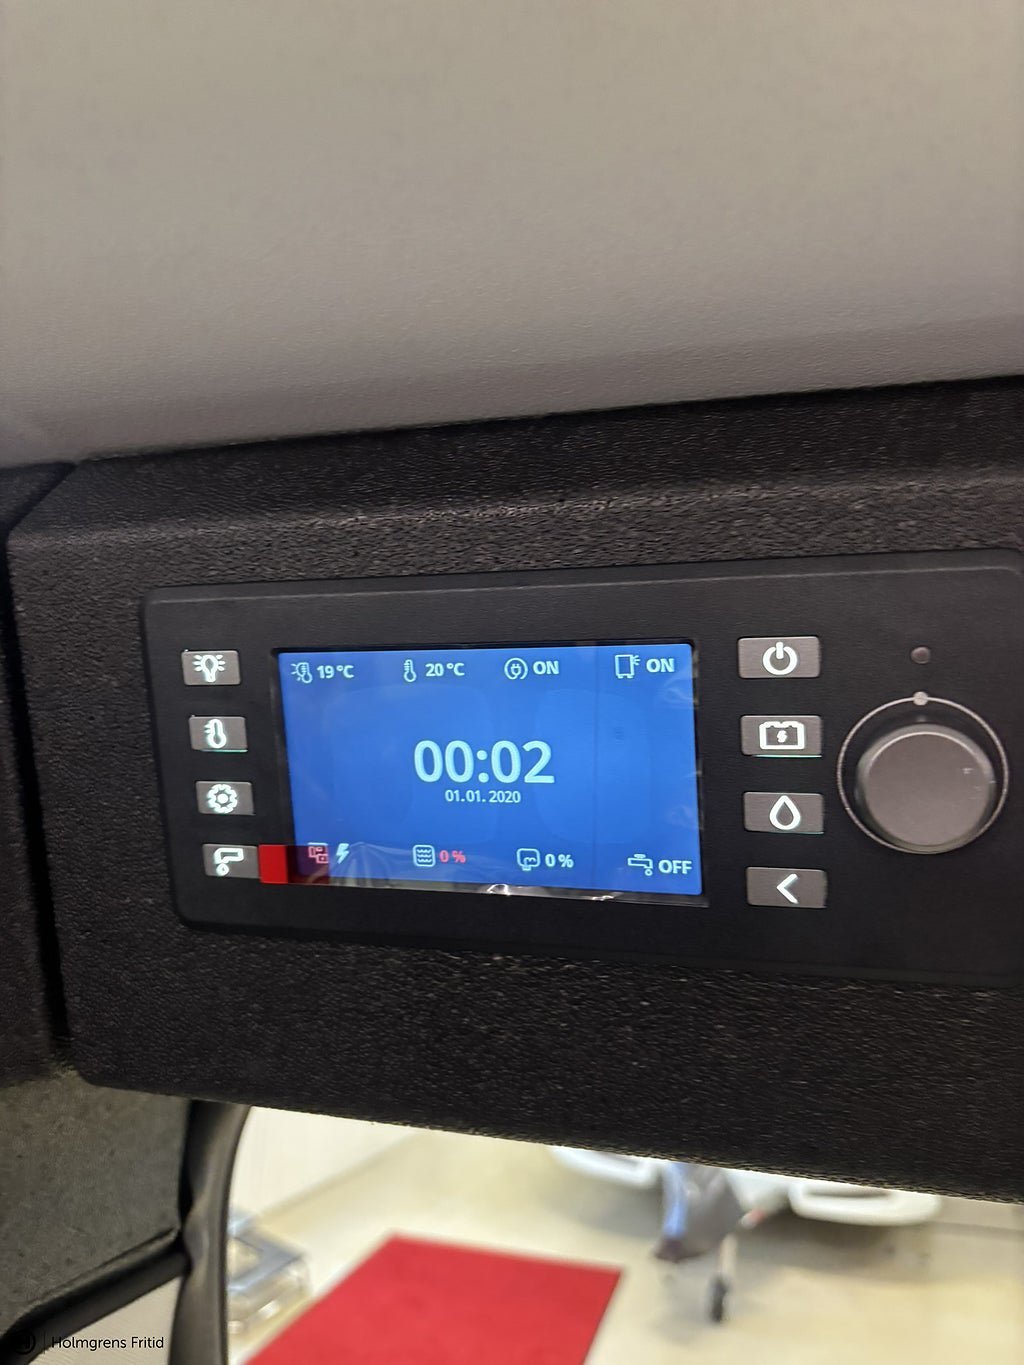 19 °C 20 °C ON ON
00:02
01.01.2020
0 % 0 % OFF
Holmgrens Fritid